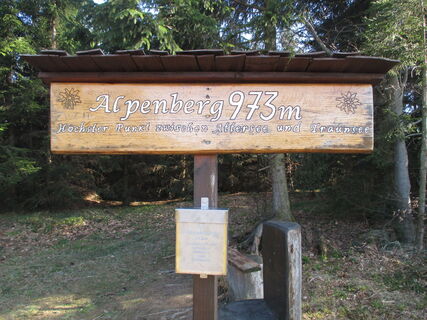 Alpenberg 973m
Höchster Punkt zwischen Attersee und Traunsee